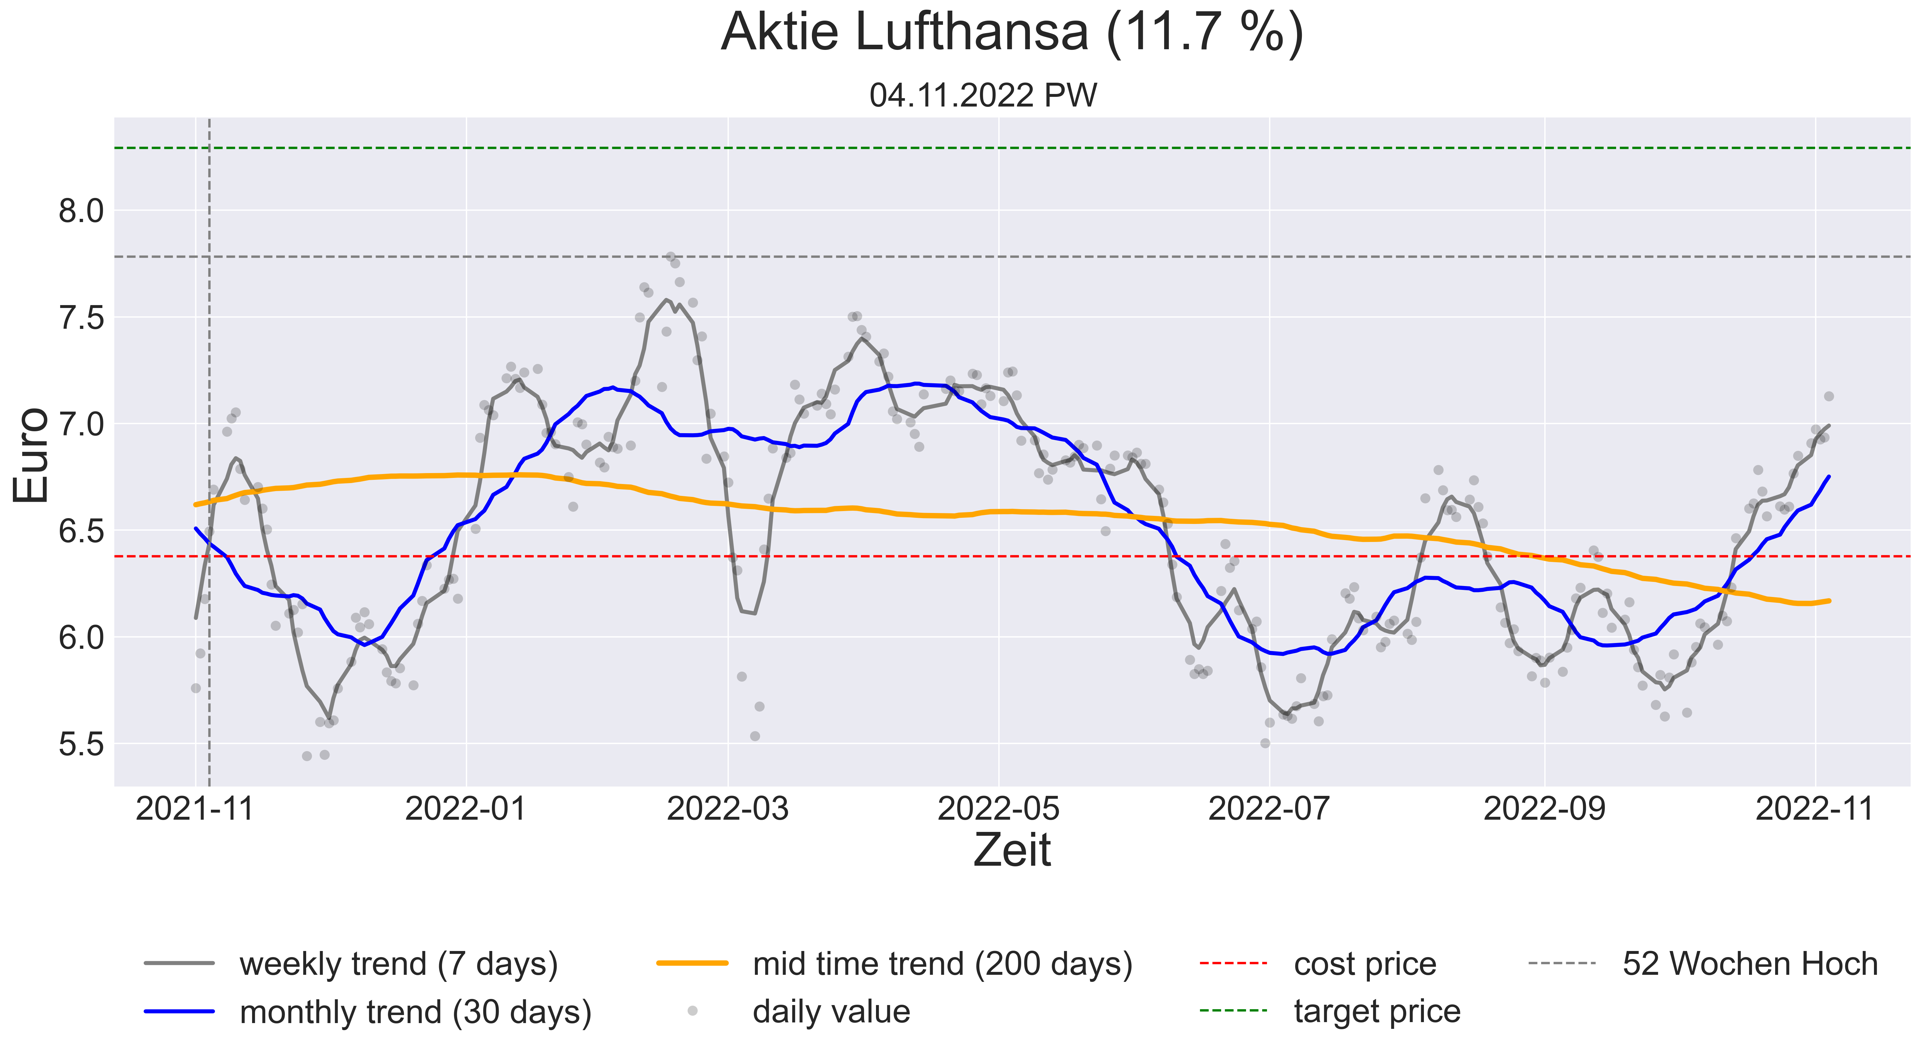 Aktie Lufthansa (11.7 %)
04.11.2022 PW
Euro
8.0
7.5
7.0
6.5
6.0
5.5
2021-11 2022-01 2022-03 2022-05 2022-07 2022-09 2022-11
Zeit
weekly trend (7 days) mid time trend (200 days) cost price 52 Wochen Hoch
monthly trend (30 days) daily value target price